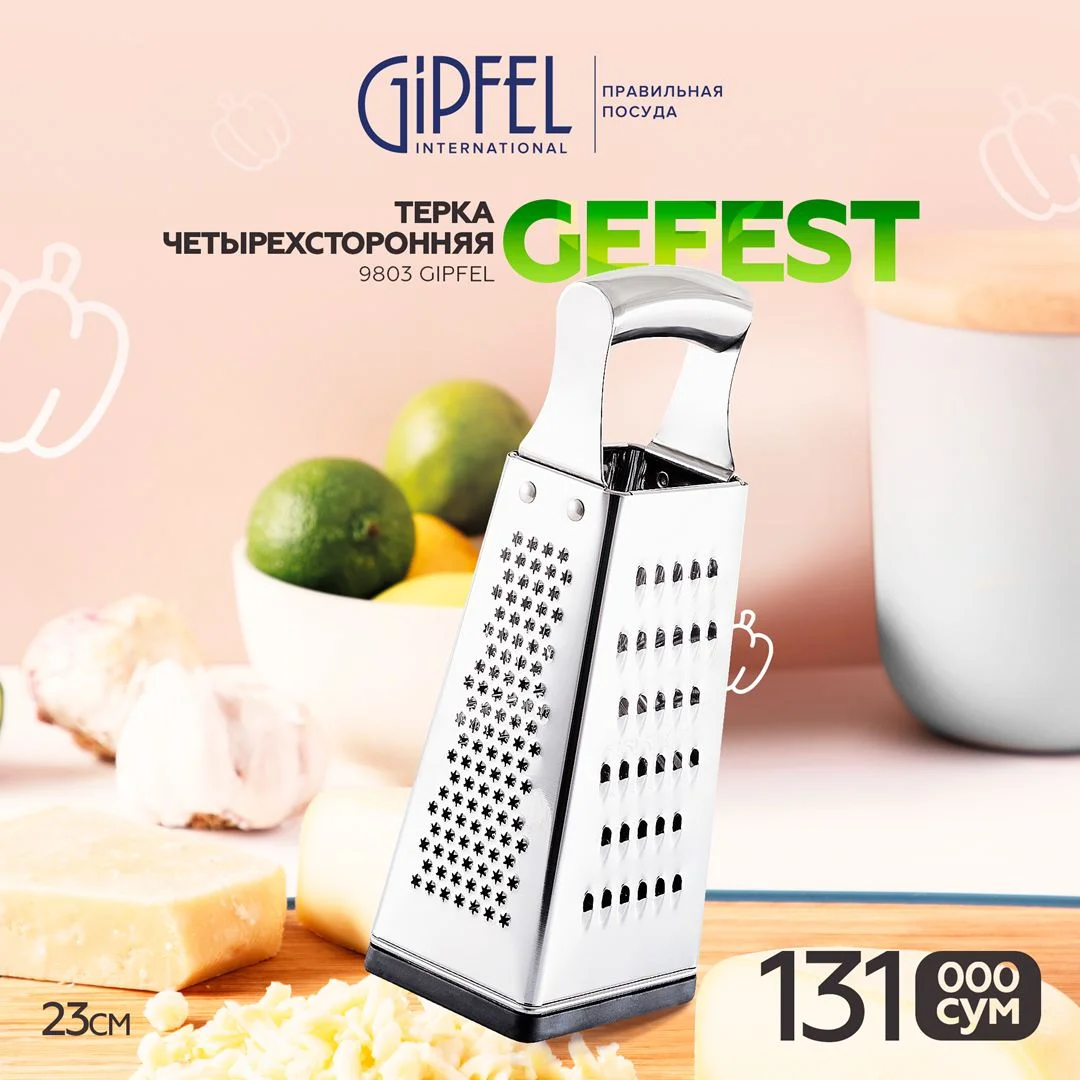 GIPFEL
INTERNATIONAL
ПРАВИЛЬНАЯ
ПОСУДА
ТЕРКА
ЧЕТЫРЕХСТОРОННЯЯ
9803 GIPFEL
GEFEST
23СМ
131 000
СУМ